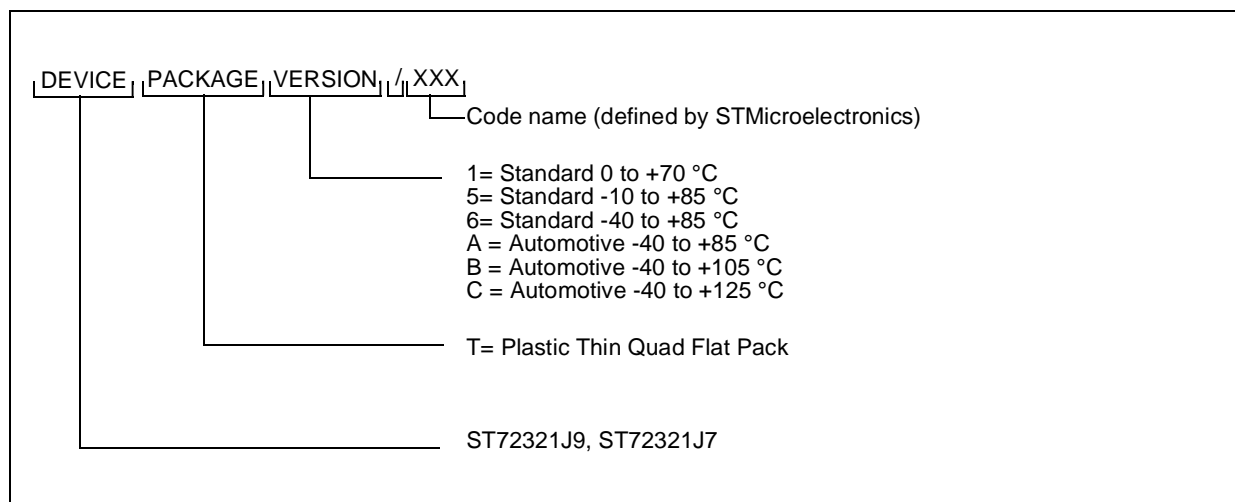 DEVICE PACKAGE VERSION / XXX
Code name (defined by STMicroelectronics)
1= Standard 0 to +70 °C
5= Standard -10 to +85 °C
6= Standard -40 to +85 °C
A = Automotive -40 to +85 °C
B = Automotive -40 to +105 °C
C = Automotive -40 to +125 °C
T= Plastic Thin Quad Flat Pack
ST72321J9, ST72321J7